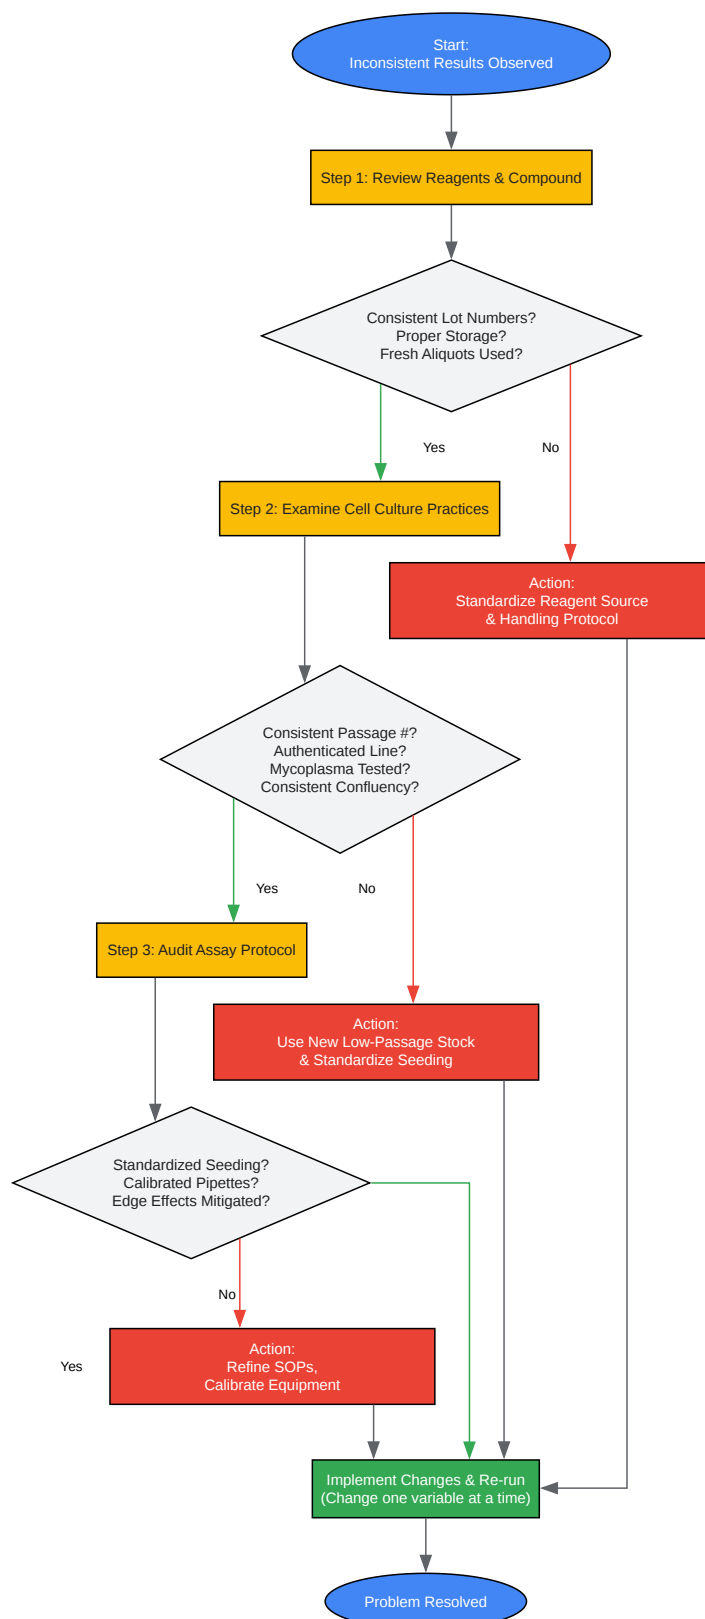 Start:
Inconsistent Results Observed
Step 1: Review Reagents & Compound
Consistent Lot Numbers?
Proper Storage?
Fresh Aliquots Used?
Yes
No
Step 2: Examine Cell Culture Practices
Action:
Standardize Reagent Source
& Handling Protocol
Consistent Passage #?
Authenticated Line?
Mycoplasma Tested?
Consistent Confluency?
Yes
No
Step 3: Audit Assay Protocol
Action:
Use New Low-Passage Stock
& Standardize Seeding
Standardized Seeding?
Calibrated Pipettes?
Edge Effects Mitigated?
No
Yes
Action:
Refine SOPs,
Calibrate Equipment
Implement Changes & Re-run
(Change one variable at a time)
Problem Resolved